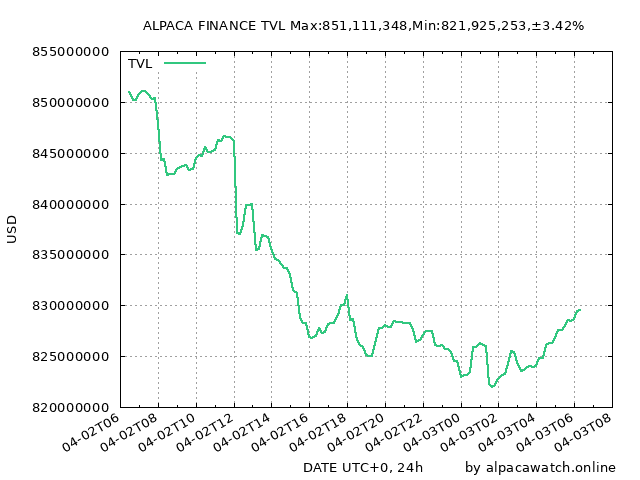 ALPACA FINANCE TVL Max:851,111,348,Min:821,925,253,±3.42%
855000000
TVL
850000000
845000000
840000000
USD
835000000
830000000
825000000
820000000
04-02T06
04-02T08
04-02T10
04-02T12
04-02T14
04-02T16
04-02T18
04-02T20
04-02T22
04-03T00
04-03T02
04-03T04
04-03T06
04-03T08
DATE UTC+0, 24h
by alpacawatch.online